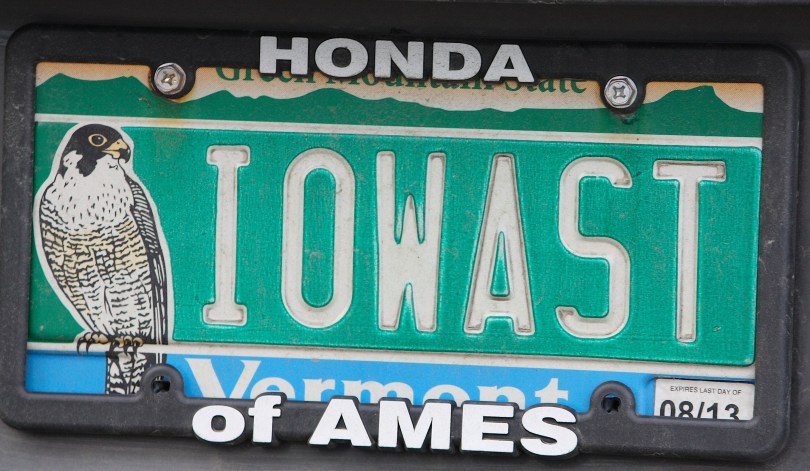 HONDA
Green Mountain State
IOWAST
Vermont
EXPIRES LAST DAY OF
08/13
of AMES